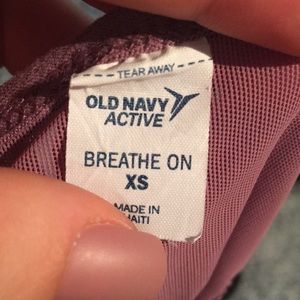 TEAR AWAY
OLD NAVY
ACTIVE
BREATHE ON
XS
MADE IN
HAITI